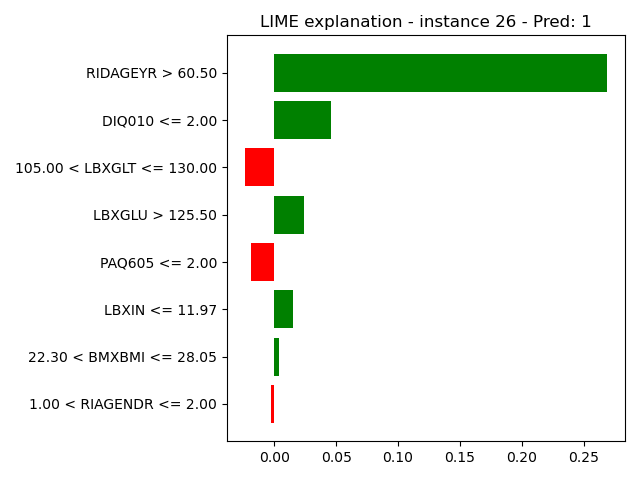 LIME explanation - instance 26 - Pred: 1
RIDAGEYR > 60.50
DIQ010 <= 2.00
105.00 < LBXGLT <= 130.00
LBXGLU > 125.50
PAQ605 <= 2.00
LBXIN <= 11.97
22.30 < BMXBMI <= 28.05
1.00 < RIAGENDR <= 2.00
0.00 0.05 0.10 0.15 0.20 0.25